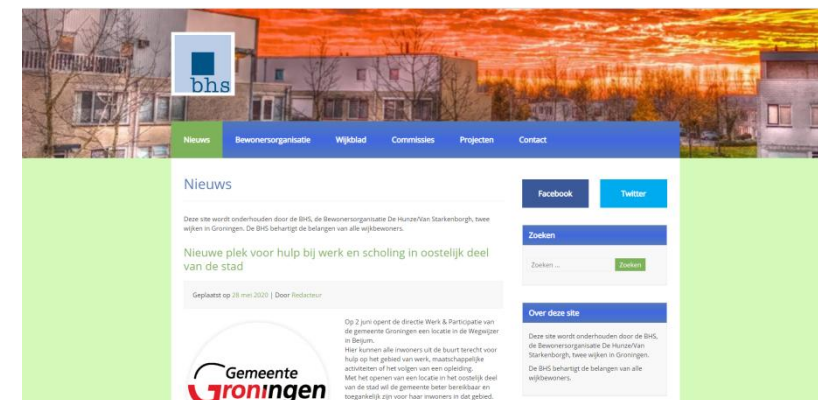 bhs
Nieuws Bewonersorganisatie Wijkblad Commissies Projecten Contact
Nieuws
Deze site wordt onderhouden door de BHS, de Bewonersorganisatie De Hunze/Van Starkenborgh, twee
wijken in Groningen. De BHS behartigt de belangen van alle wijkbewoners.
Nieuwe plek voor hulp bij werk en scholing in oostelijk deel
van de stad
Geplaatst op 28 mei 2020 | Door Redacteur
Gemeente
Groningen
Op 2 juni opent de directie Werk & Participatie van
de gemeente Groningen een locatie in de Wegwijzer
in Beijum.
Hier kunnen alle inwoners uit de buurt terecht voor
hulp op het gebied van werk, maatschappelijke
activiteiten of het volgen van een opleiding.
Met het openen van een locatie in het oostelijk deel
van de stad wil de gemeente beter bereikbaar en
toegankelijk zijn voor haar inwoners in dat gebied.
Facebook Twitter
Zoeken
Zoeken ... Zoeken
Over deze site
Deze site wordt onderhouden door de BHS,
de Bewonersorganisatie De Hunze/Van
Starkenborgh, twee wijken in Groningen.
De BHS behartigt de belangen van alle
wijkbewoners.